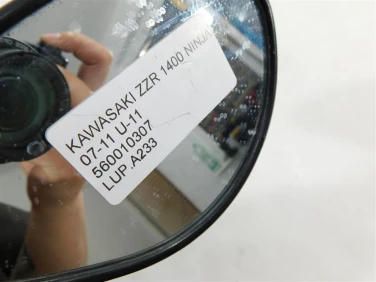 KAWASAKI ZZR 1400 NINJA
07-11 U-11
560010307
LUP.A233